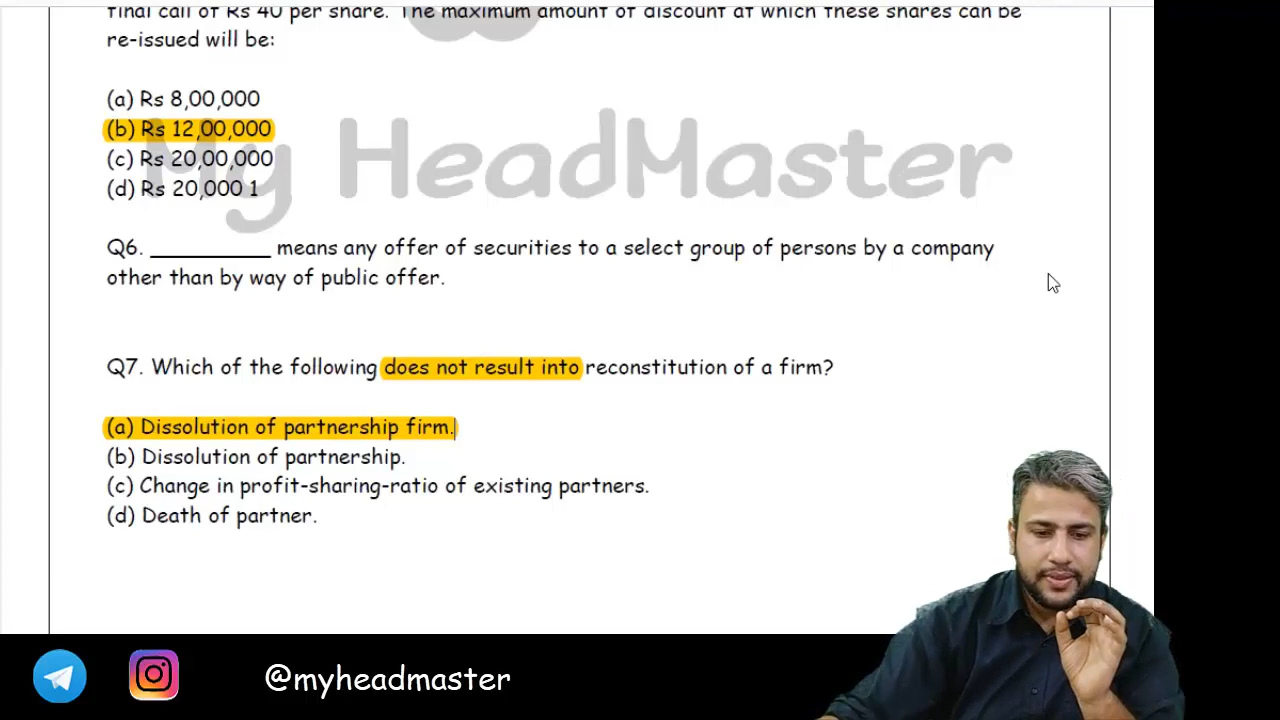 final call of Rs 40 per share. The maximum amount of discount at which these shares can be
re-issued will be:
(a) Rs 8,00,000
(b) Rs 12,00,000
(c) Rs 20,00,000
(d) Rs 20,000 1
My HeadMaster
Q6. __________ means any offer of securities to a select group of persons by a company
other than by way of public offer.
Q7. Which of the following does not result into reconstitution of a firm?
(a) Dissolution of partnership firm.
(b) Dissolution of partnership.
(c) Change in profit-sharing-ratio of existing partners.
(d) Death of partner.
@myheadmaster